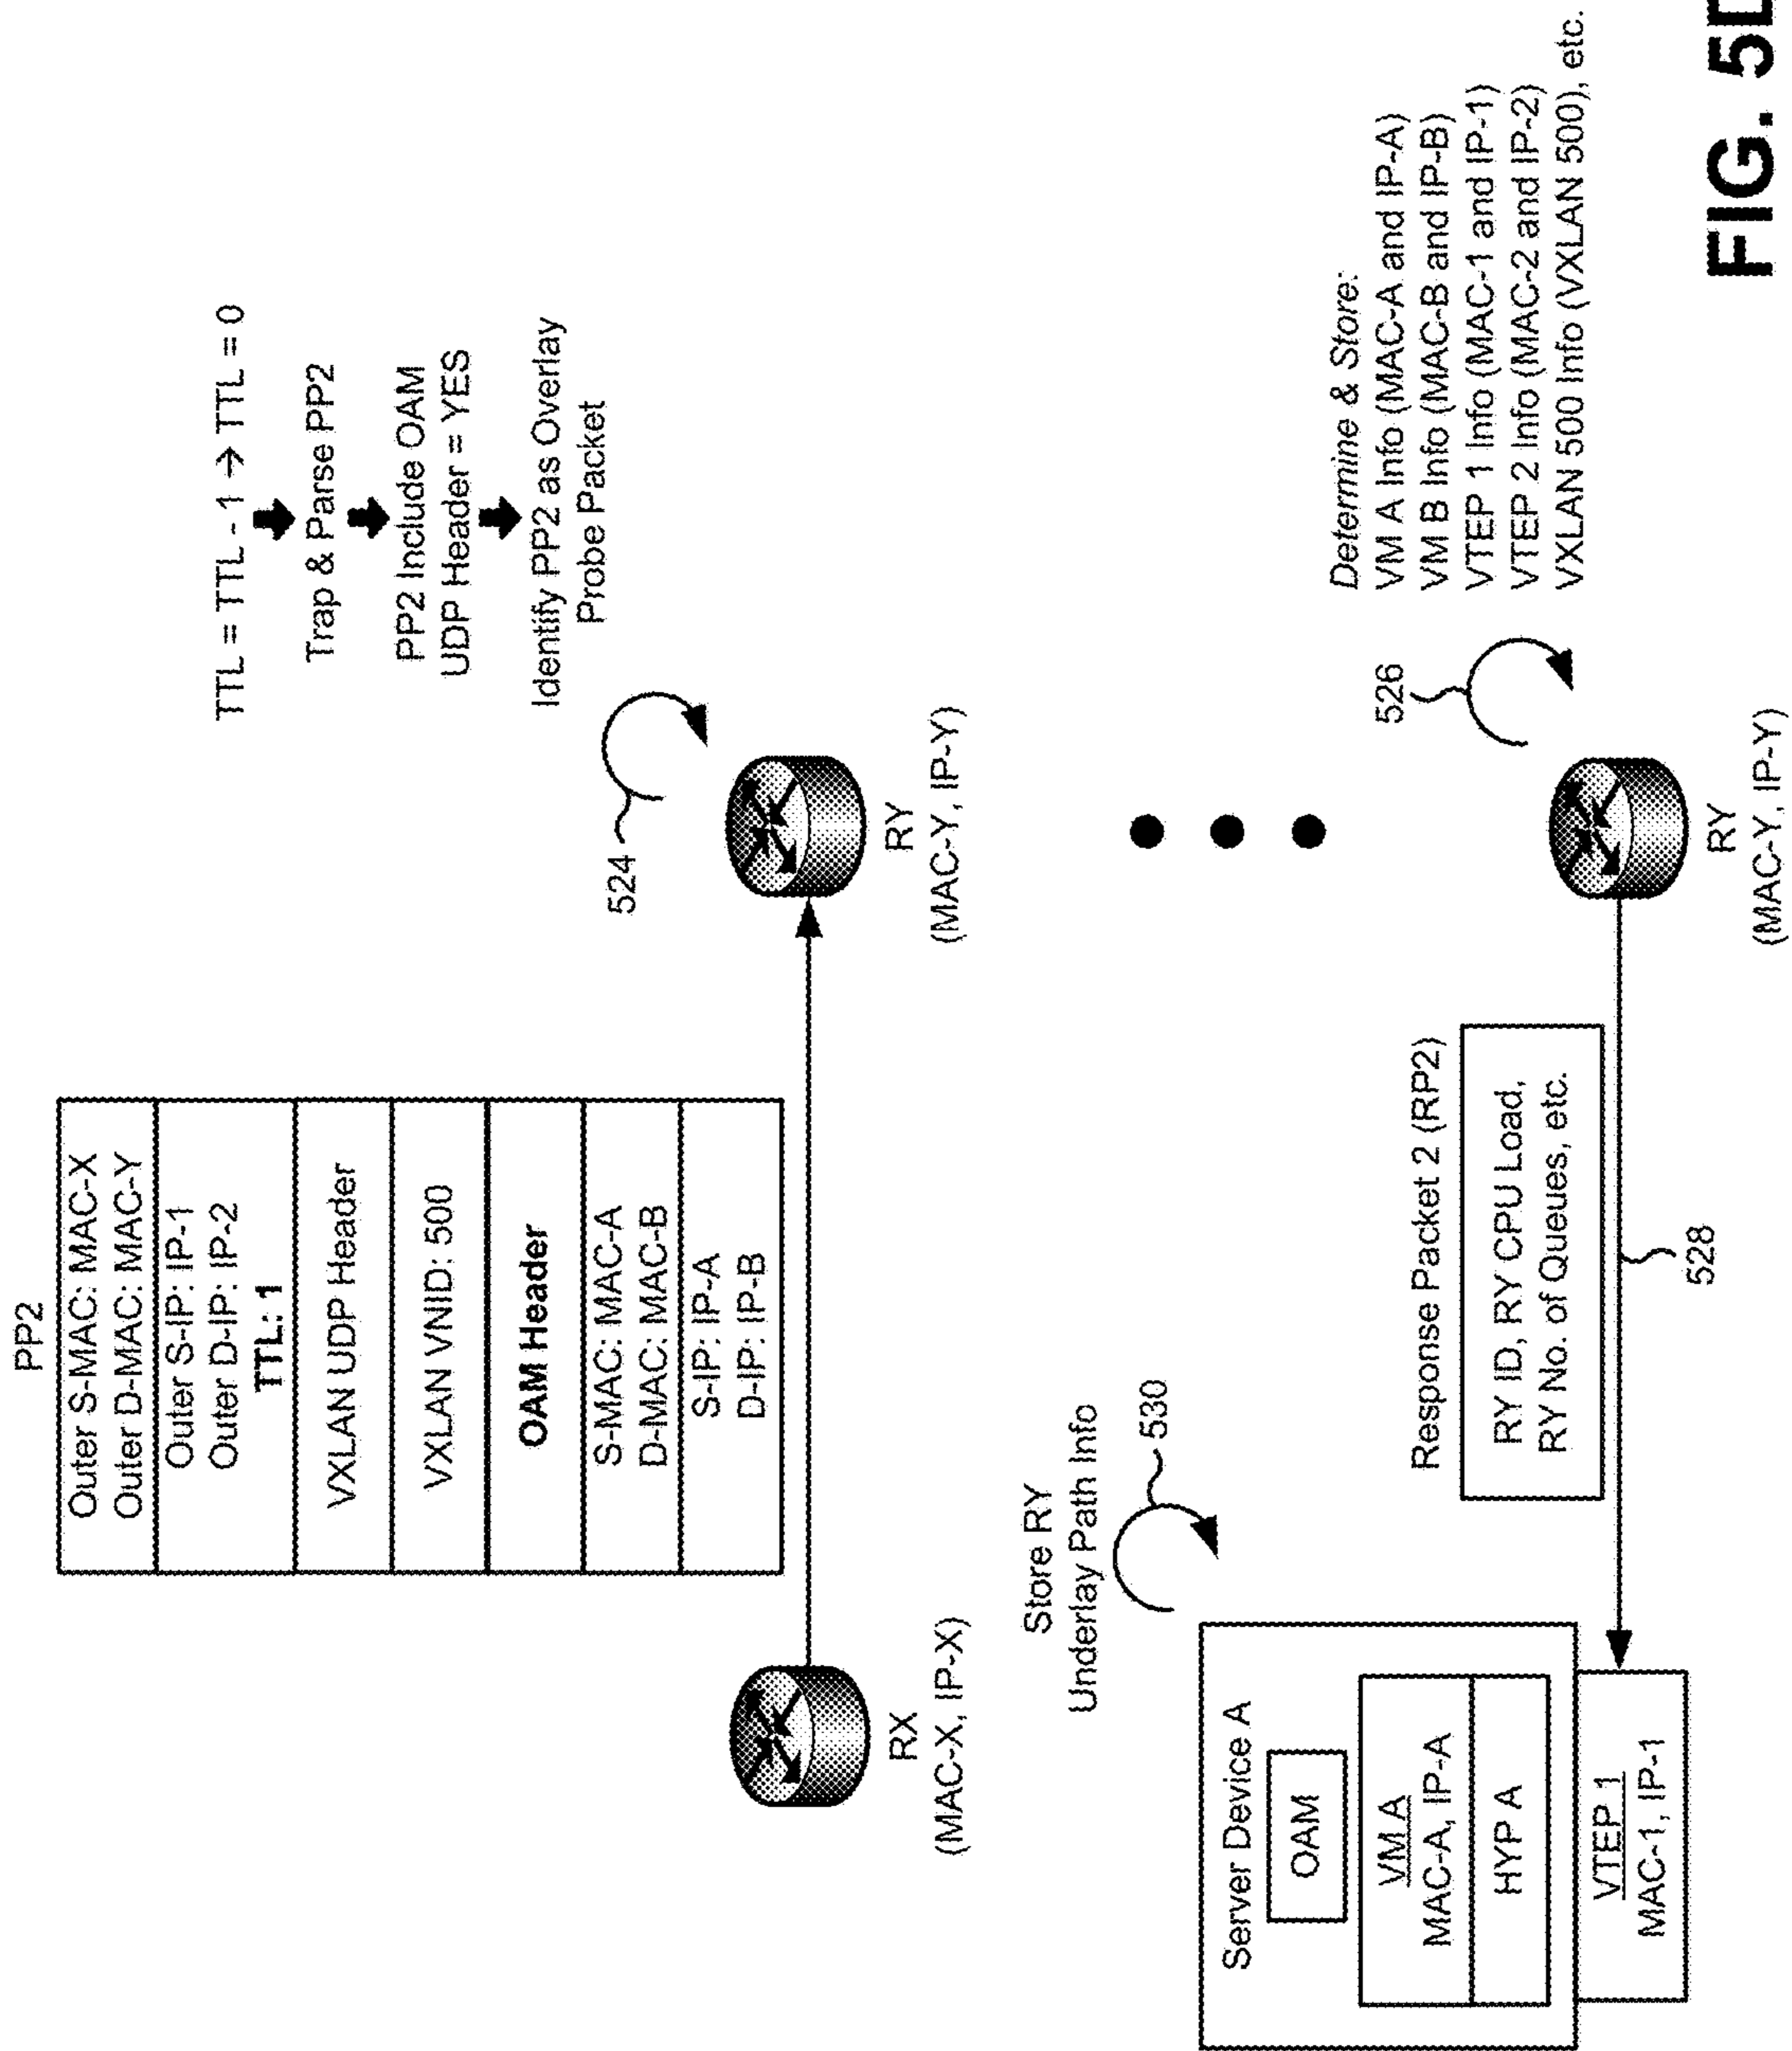 PP2
Outer S-MAC: MAC-X
Outer D-MAC: MAC-Y
Outer S-IP: IP-1
Outer D-IP: IP-2
TTL: 1
VXLAN UDP Header
VXLAN VNID: 500
OAM Header
S-MAC: MAC-A
D-MAC: MAC-B
S-IP: IP-A
D-IP: IP-B
TTL = TTL - 1 → TTL = 0
Trap & Parse PP2
PP2 Include OAM
UDP Header = YES
Identify PP2 as Overlay
Probe Packet
524
RX
(MAC-X, IP-X)
RY
(MAC-Y, IP-Y)
Store RY
Underlay Path Info
530
Server Device A
OAM
VM A
MAC-A, IP-A
HYP A
VTEP 1
MAC-1, IP-1
Response Packet 2 (RP2)
RY ID, RY CPU Load,
RY No. of Queues, etc.
528
526
Determine & Store:
VM A Info (MAC-A and IP-A)
VM B Info (MAC-B and IP-B)
VTEP 1 Info (MAC-1 and IP-1)
VTEP 2 Info (MAC-2 and IP-2)
VXLAN 500 Info (VXLAN 500), etc.
RY
(MAC-Y, IP-Y)
FIG. 5D